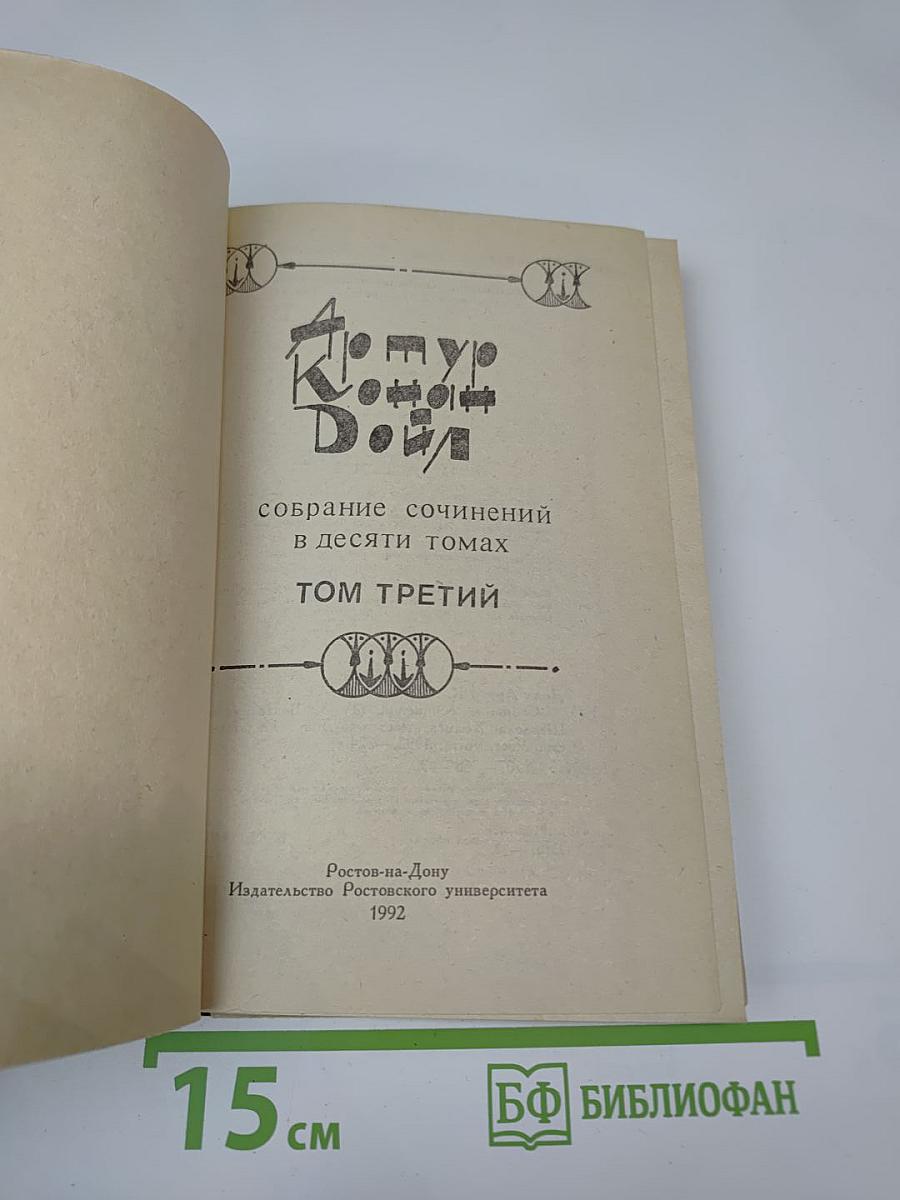 Артур
Конан
Dойл
собрание сочинений
в десяти томах
ТОМ ТРЕТИЙ
Ростов-на-Дону
Издательство Ростовского университета
1992
15 см
БФ БИБЛИОФАН